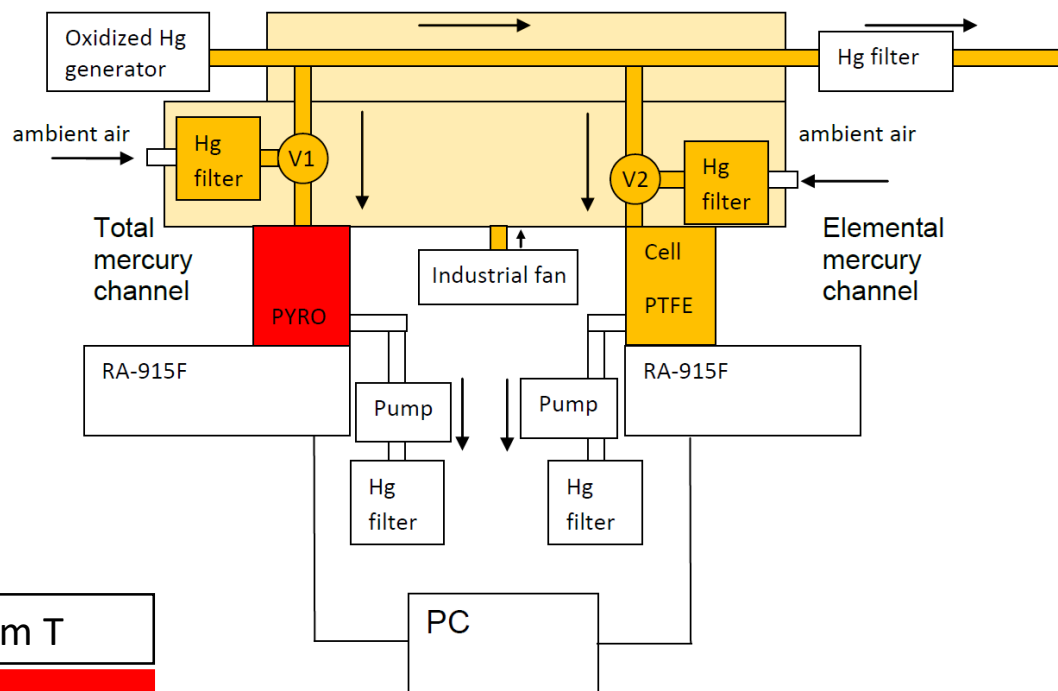 Oxidized Hg
generator
Hg filter
ambient air
Hg
filter
V1
V2
Hg
filter
ambient air
Total
mercury
channel
PYRO
Industrial fan
Cell
PTFE
Elemental
mercury
channel
RA-915F
RA-915F
Pump
Pump
Hg
filter
Hg
filter
PC
m T